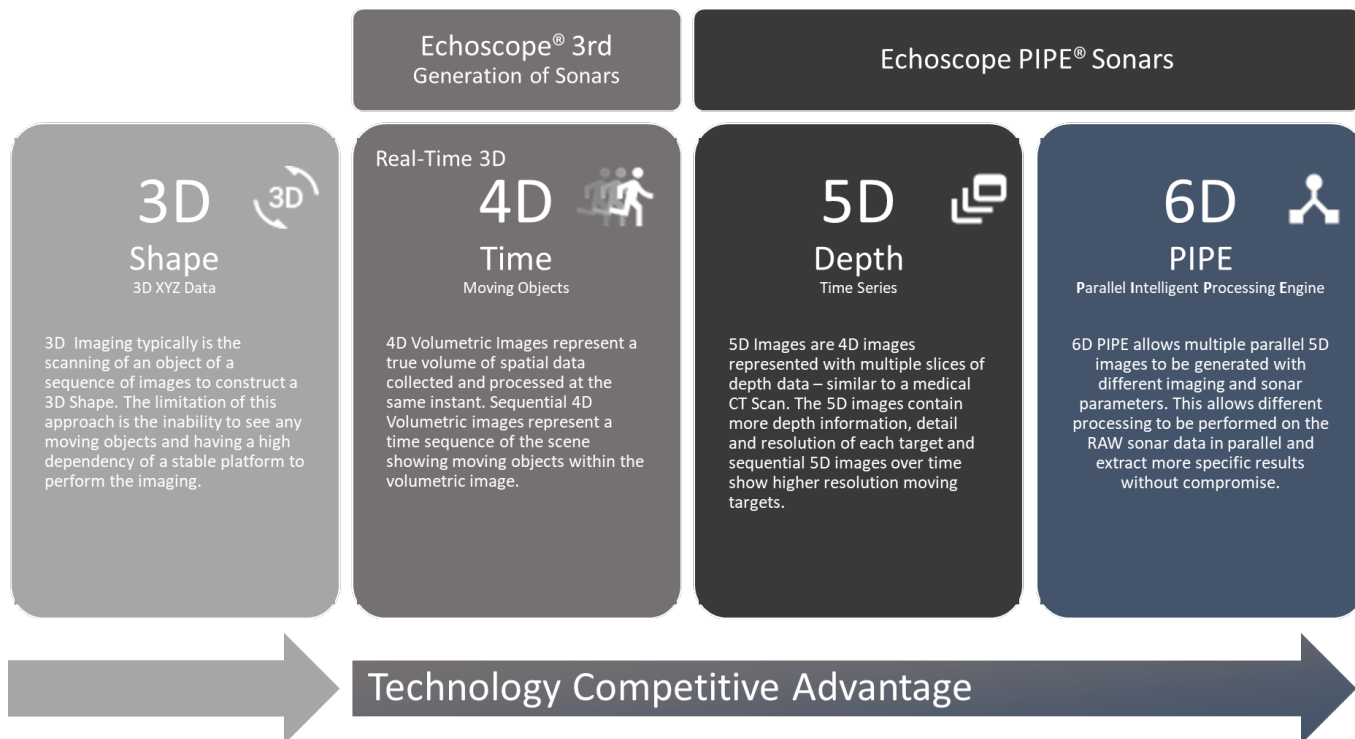 Echoscope® 3rd
Generation of Sonars
Echoscope PIPE® Sonars
3D
3D
Shape
3D XYZ Data
3D  Imaging typically is the
scanning of an object of a
sequence of images to construct a
3D Shape. The limitation of this
approach is the inability to see any
moving objects and having a high
dependency of a stable platform to
perform the imaging.
Real-Time 3D
4D
Time
Moving Objects
4D Volumetric Images represent a
true volume of spatial data
collected and processed at the
same instant. Sequential 4D
Volumetric images represent a
time sequence of the scene
showing moving objects within the
volumetric image.
5D
Depth
Time Series
5D Images are 4D images
represented with multiple slices of
depth data – similar to a medical
CT Scan. The 5D images contain
more depth information, detail
and resolution of each target and
sequential 5D images over time
show higher resolution moving
targets.
6D
PIPE
Parallel Intelligent Processing Engine
6D PIPE allows multiple parallel 5D
images to be generated with
different imaging and sonar
parameters. This allows different
processing to be performed on the
RAW sonar data in parallel and
extract more specific results
without compromise.
Technology Competitive Advantage